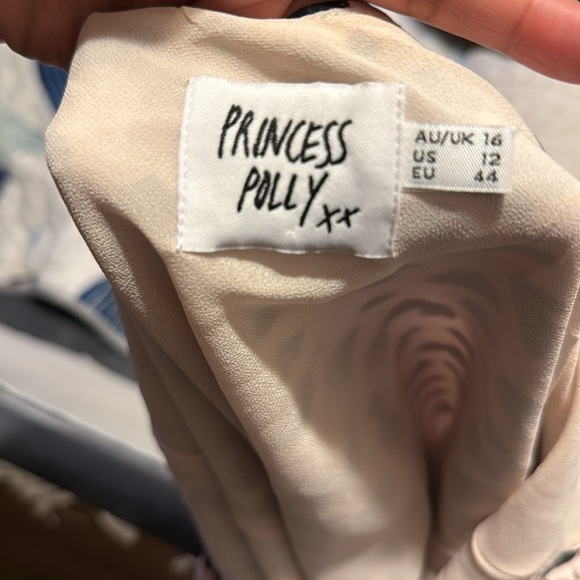 PRINCESS
POLLY xx
AU/UK 16
US 12
EU 44